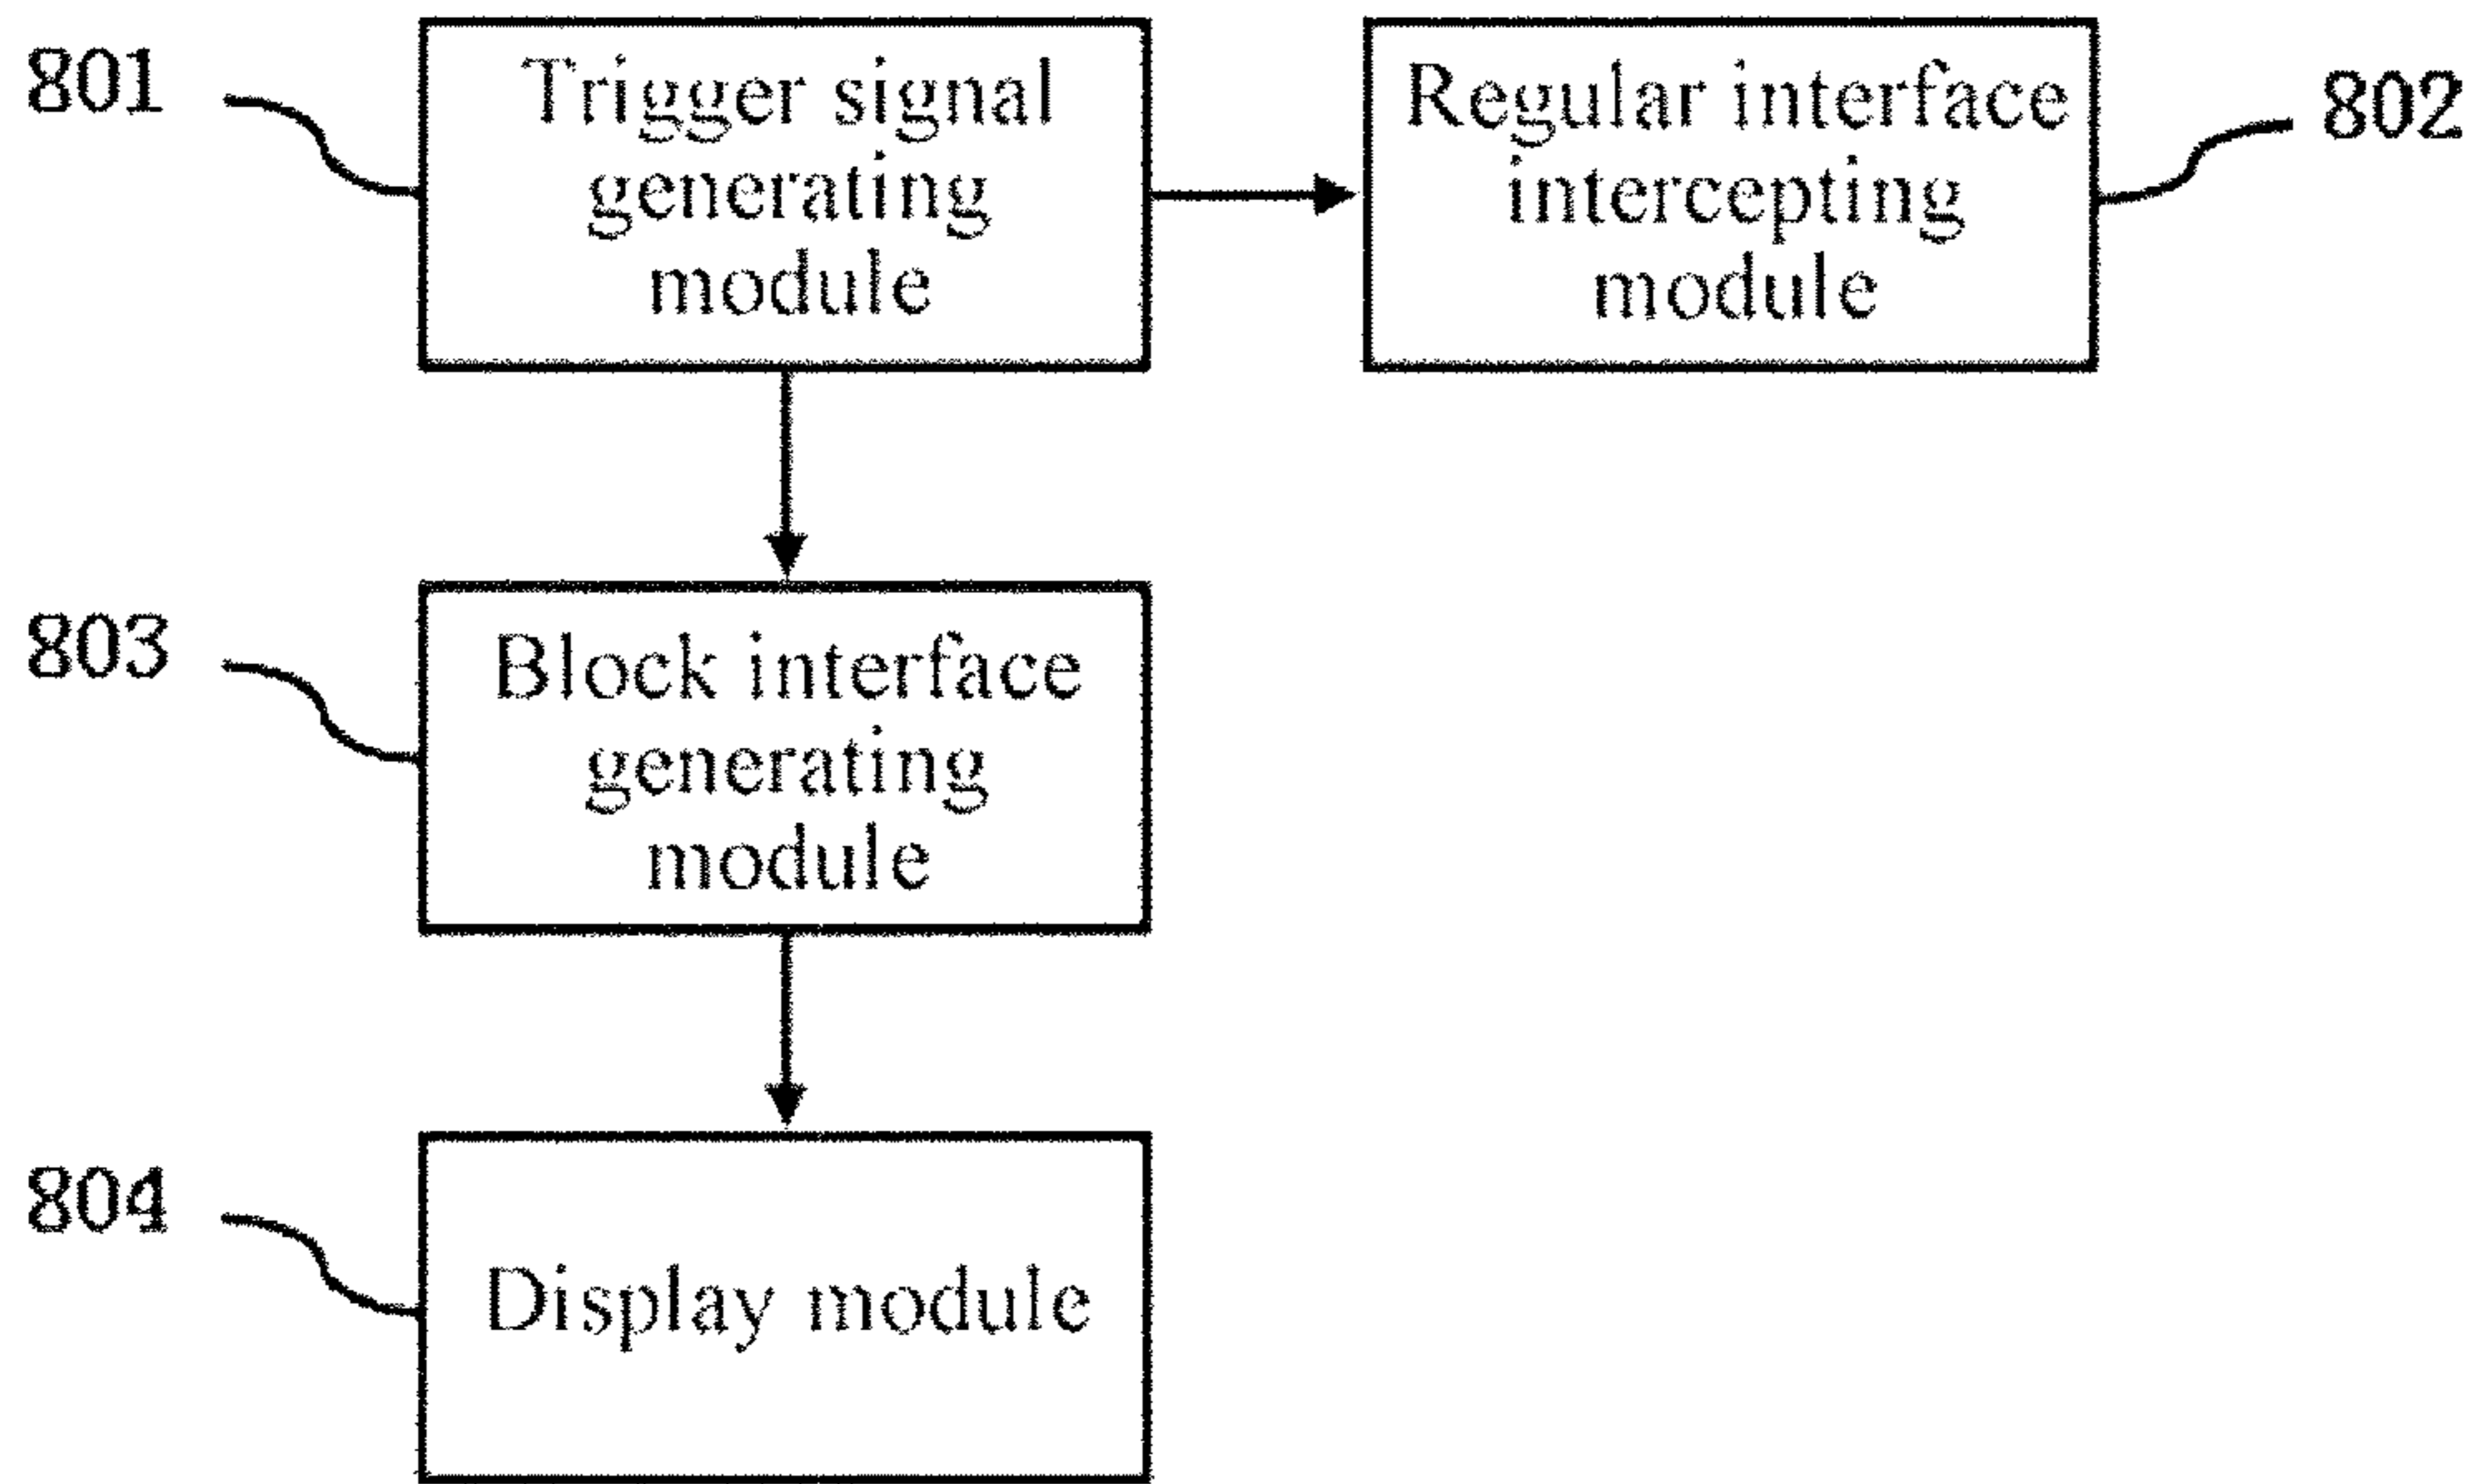 801
Trigger signal
generating
module
Regular interface
intercepting
module
802
803
Block interface
generating
module
804
Display module